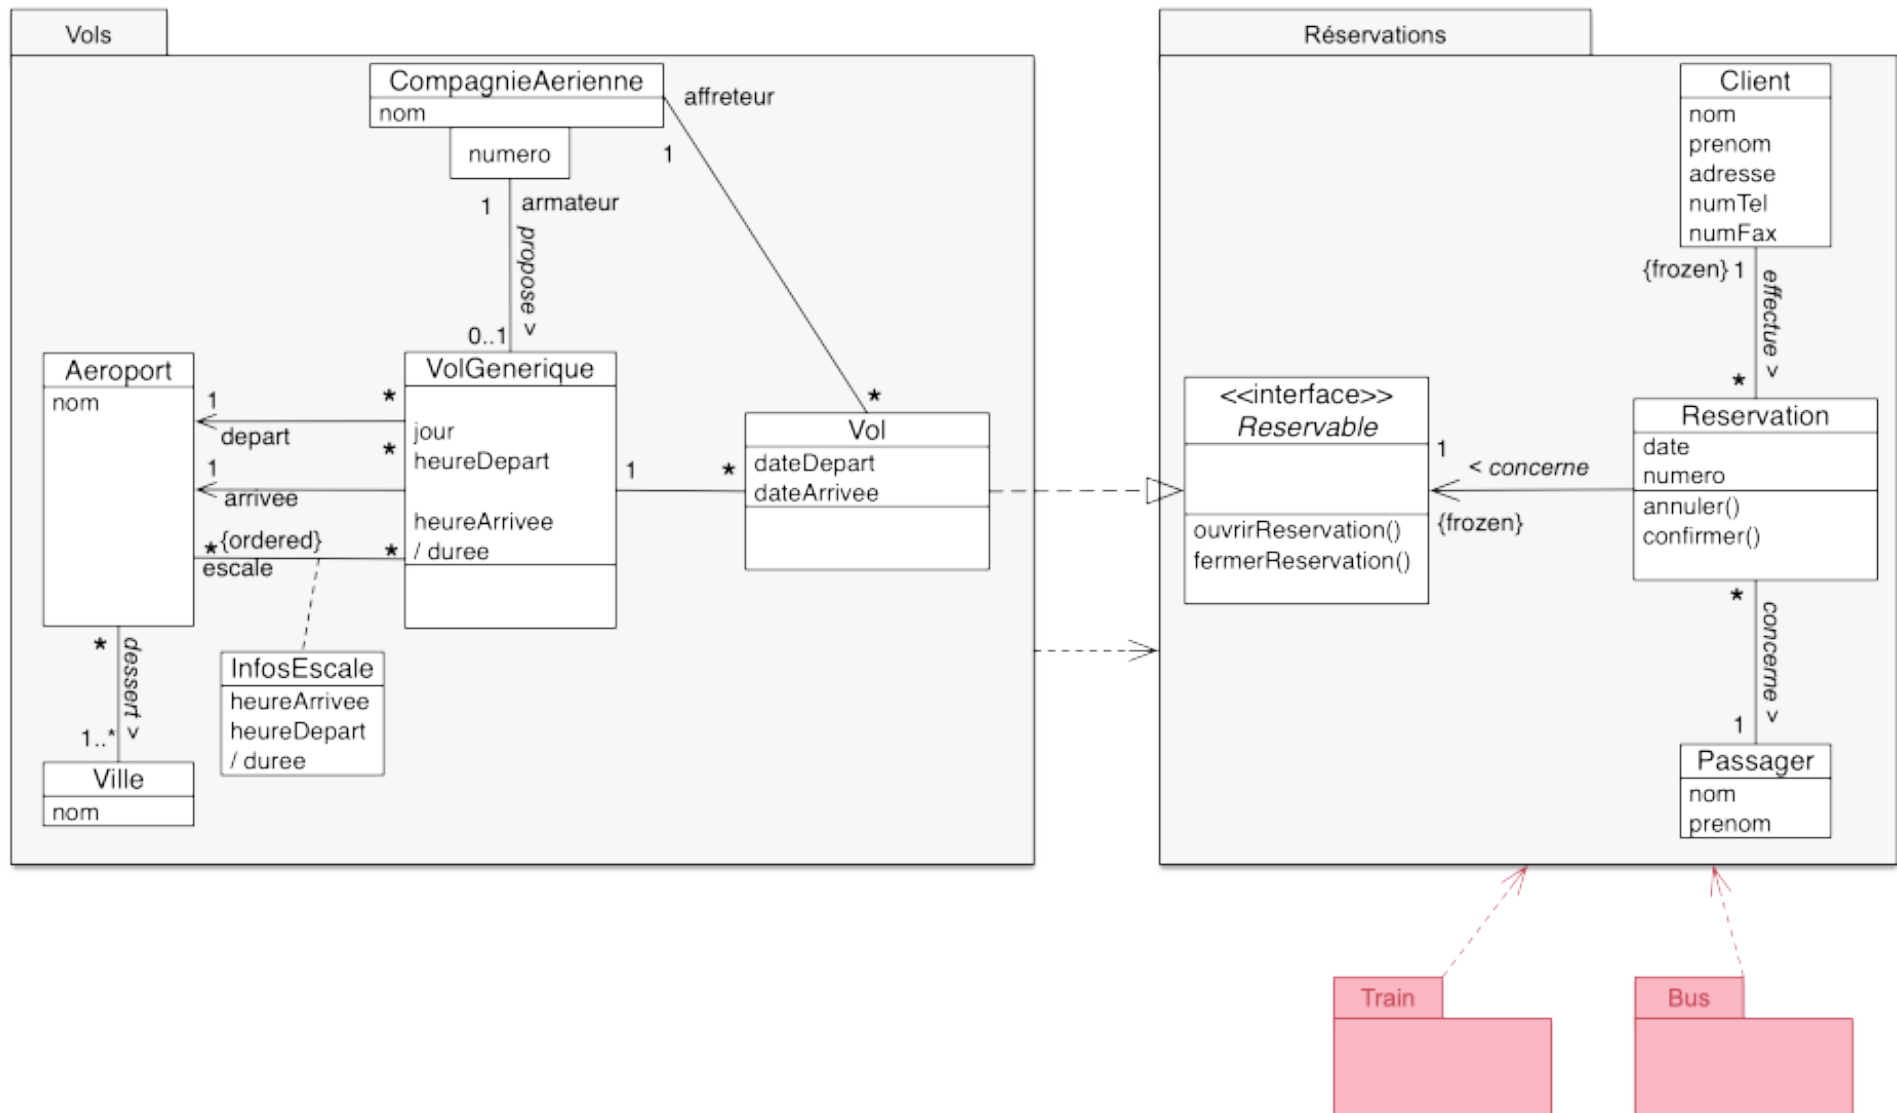 Vols
CompagnieAerienne
nom
numero
affreteur
1
1
armateur
propose >
0..1
Aeroport
nom
VolGenerique
jour
heureDepart
heureArrivee
/ duree
1
*
depart
1
*
arrivee
*
{ordered}
*
escale
1
*
*
Vol
dateDepart
dateArrivee
InfosEscale
heureArrivee
heureDepart
/ duree
*
dessert >
1..*
Ville
nom
Réservations
Client
nom
prenom
adresse
numTel
numFax
{frozen} 1
effectue >
*
<<interface>>
Reservable
ouvrirReservation()
fermerReservation()
1
< concerne
{frozen}
Reservation
date
numero
annuler()
confirmer()
*
concerne >
1
Passager
nom
prenom
Train
Bus